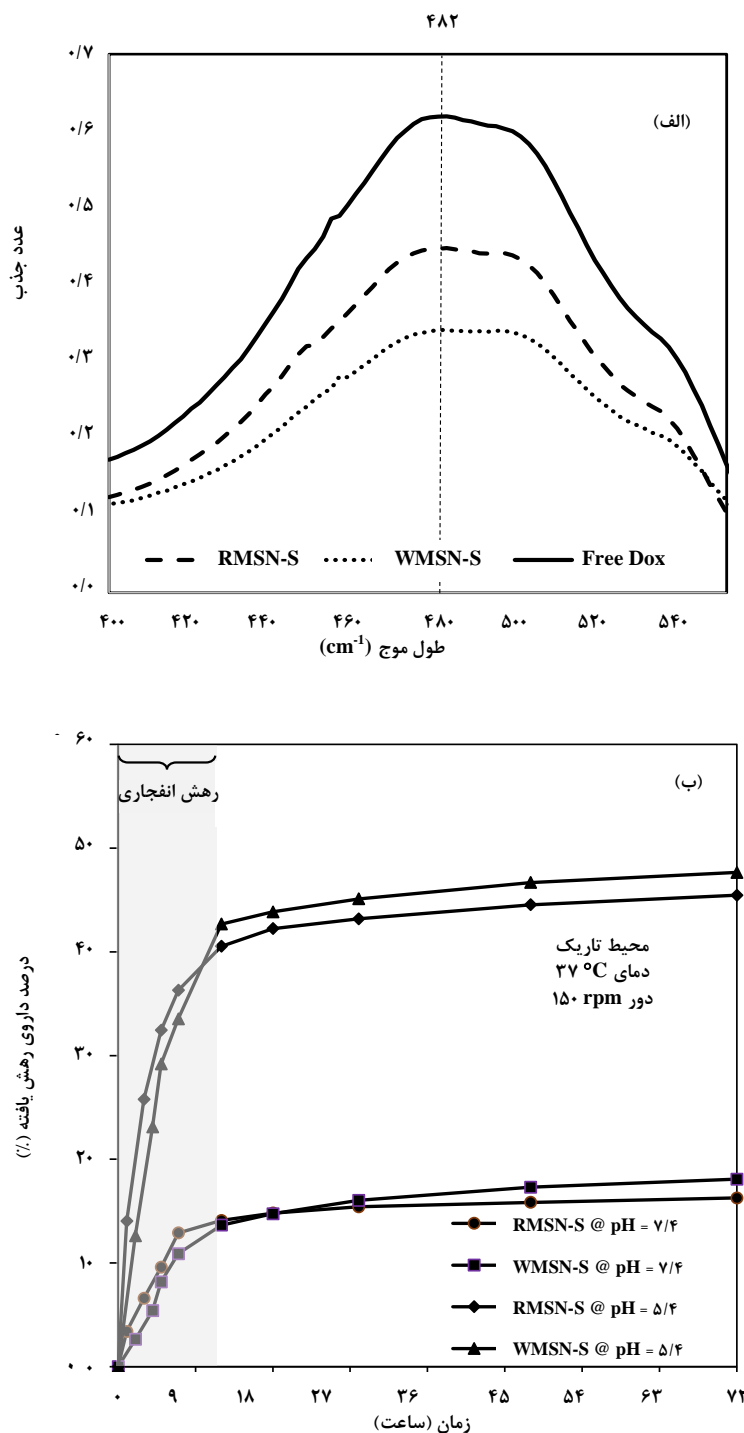 ۴۸۲
۰/۷
۰/۶
۰/۵
۰/۴
۰/۳
۰/۲
۰/۱
۰/۰
(الف)
عدد جذب
RMSN-S
WMSN-S
Free Dox
۴۰۰ ۴۲۰ ۴۴۰ ۴۶۰ ۴۸۰ ۵۰۰ ۵۲۰ ۵۴۰
طول موج (cm-1)
۶۰
۵۰
۴۰
۳۰
۲۰
۱۰
۰۰
رهش انفجاری
(ب)
درصد داروی رهش یافته (٪)
محیط تاریک
دمای ۳۷ °C
دور ۱۵۰ rpm
RMSN-S @ pH = ۷/۴
WMSN-S @ pH = ۷/۴
RMSN-S @ pH = ۵/۴
WMSN-S @ pH = ۵/۴
۰ ۹ ۱۸ ۲۷ ۳۶ ۴۵ ۵۴ ۶۳ ۷۲
زمان (ساعت)